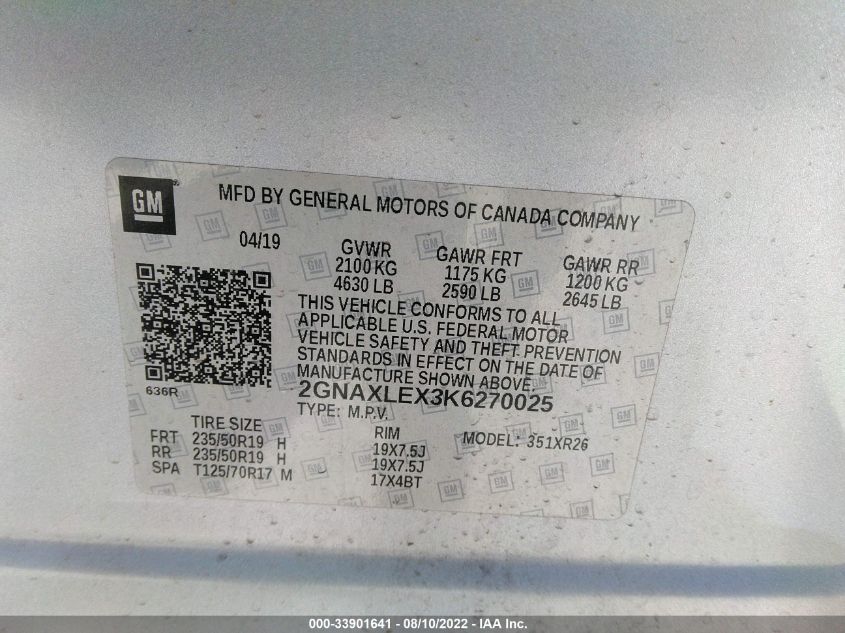 GM
MFD BY GENERAL MOTORS OF CANADA COMPANY
04/19
GVWR
2100 KG
4630 LB
GAWR FRT
1175 KG
2590 LB
GAWR RR
1200 KG
2645 LB
THIS VEHICLE CONFORMS TO ALL
APPLICABLE U.S. FEDERAL MOTOR
VEHICLE SAFETY AND THEFT PREVENTION
STANDARDS IN EFFECT ON THE DATE OF
MANUFACTURE SHOWN ABOVE.
636R
2GNAXLEX3K6270025
TYPE: M.P.V.
MODEL: 351XR26
TIRE SIZE
FRT 235/50R19 H
RR 235/50R19 H
SPA T125/70R17 M
RIM
19X7.5J
19X7.5J
17X4BT
000-33901641 - 08/10/2022 - IAA Inc.